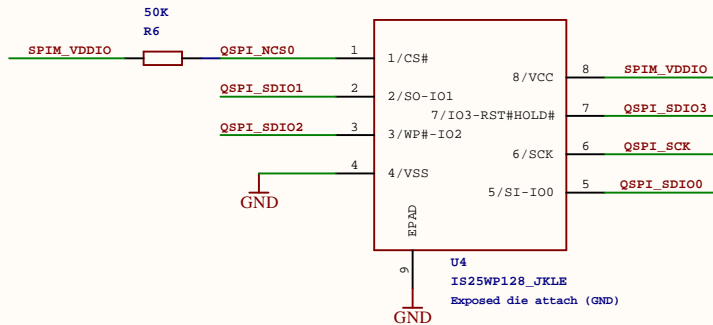 50K
R6
SPIM_VDDIO
QSPI_NCS0
1
1/CS#
8/VCC
8
SPIM_VDDIO
QSPI_SDIO1
2
2/SO-IO1
7/IO3-RST#HOLD#
7
QSPI_SDIO3
QSPI_SDIO2
3
3/WP#-IO2
6/SCK
6
QSPI_SCK
4
4/VSS
5/SI-IO0
5
QSPI_SDIO0
GND
EPAD
9
U4
IS25WP128_JKLE
Exposed die attach (GND)
GND